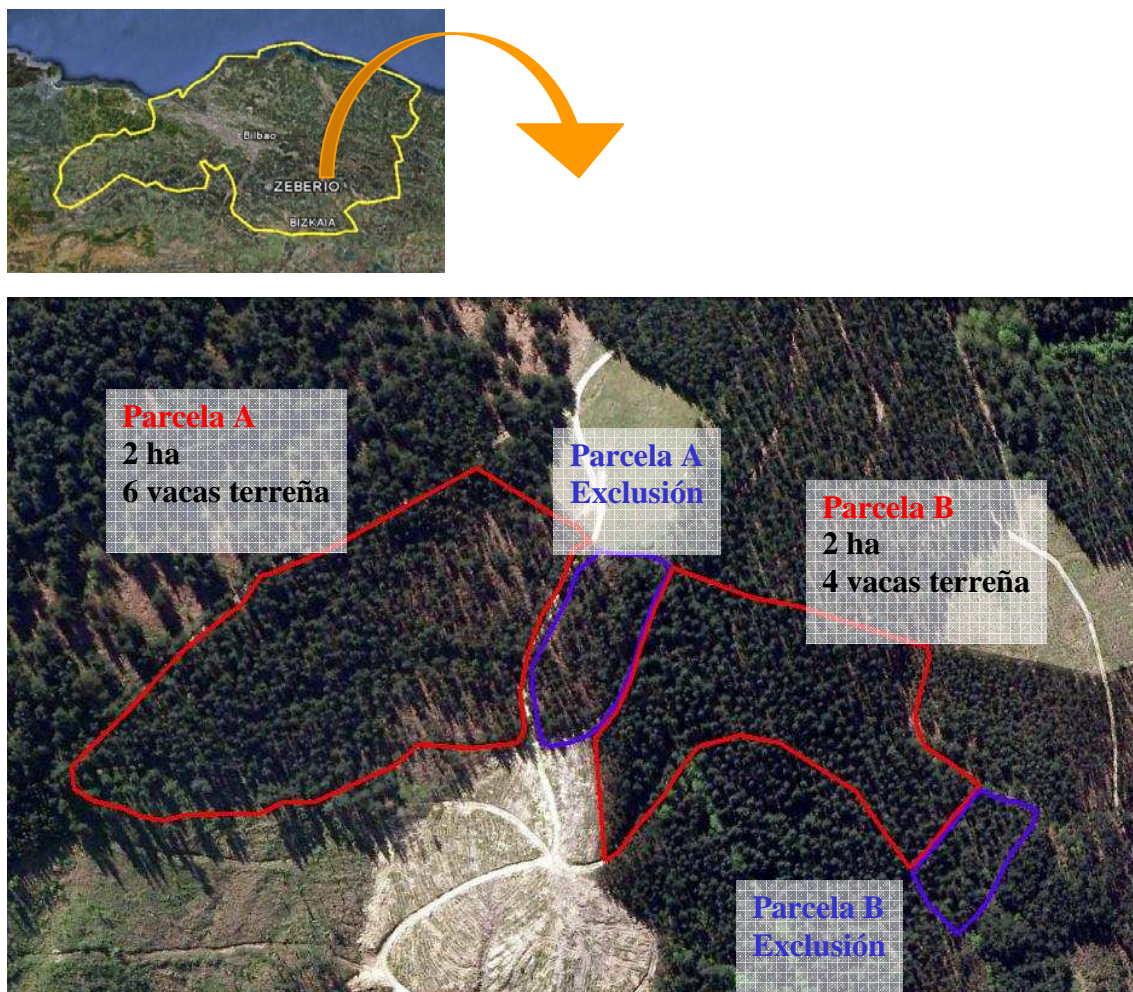 Bilbao
ZEBERIO
BIZKAIA
Parcela A
2 ha
6 vacas terreña
Parcela A
Exclusión
Parcela B
2 ha
4 vacas terreña
Parcela B
Exclusión